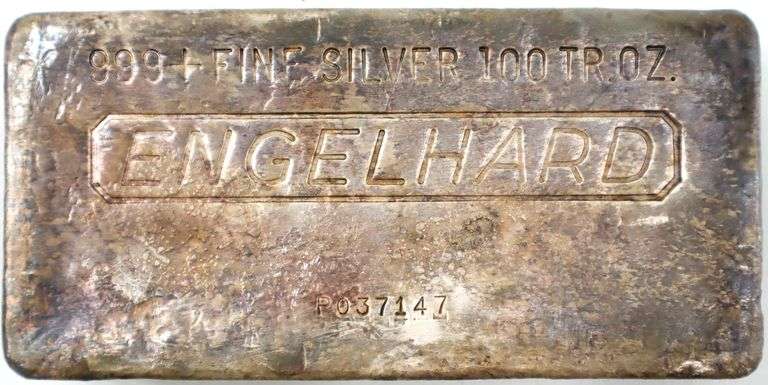 999+ FINE SILVER 100 TR.OZ.
ENGELHARD
P037147